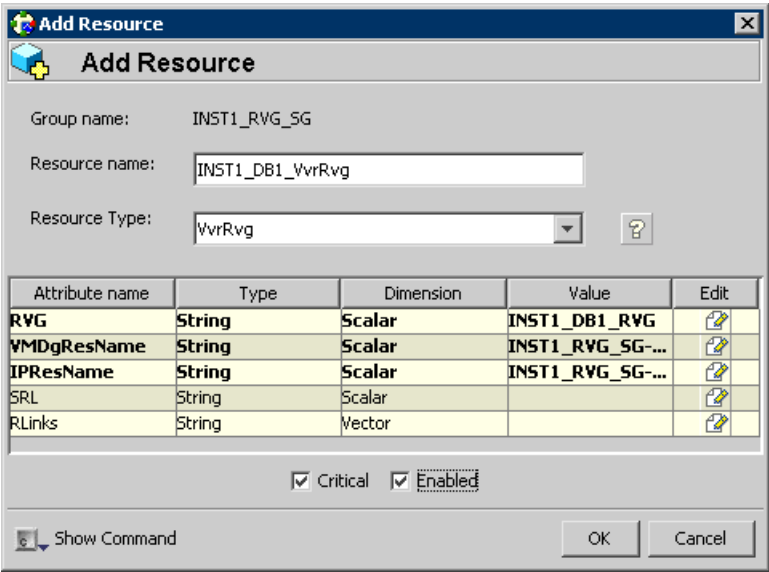 Add Resource
Add Resource
Group name: INST1_RVG_SG
Resource name: INST1_DB1_VvrRvg
Resource Type: VvrRvg
Attribute name Type Dimension Value Edit
RVG String Scalar INST1_DB1_RVG
VMDgResName String Scalar INST1_RVG_SG-...
IPResName String Scalar INST1_RVG_SG-...
SRL String Scalar
RLinks String Vector
Critical Enabled
Show Command OK Cancel